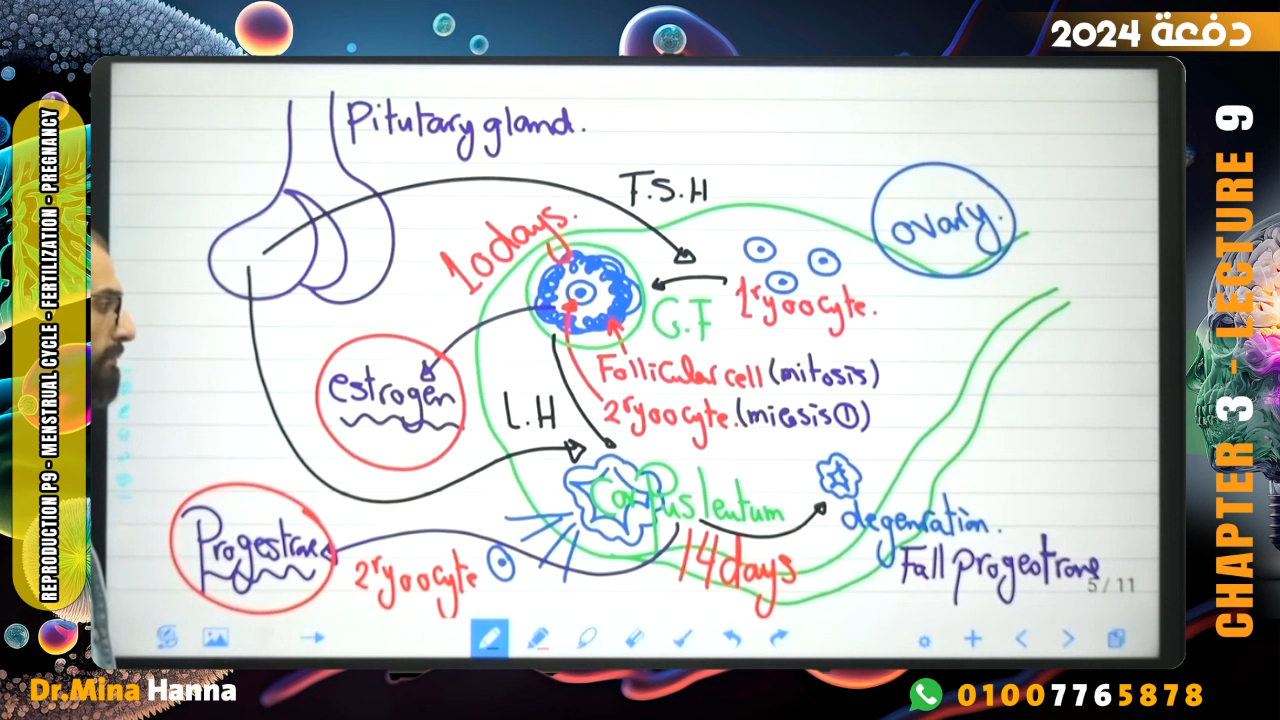 دفعة 2024
REPRODUCTION P9 - MENSTRUAL CYCLE - FERTILIZATION - PREGNANCY
CHAPTER 3 - LECTURE 9
Pitutary gland.
T.S.H
ovary.
10 days.
1ry oocyte.
G.F
Follicular cell (mitosis)
estrogen
2ry oocyte. (miosis ①)
L.H
Corpus leutum
degenration.
Progestrone
2ry oocyte
14 days
Fall progestrone
5 / 11
Dr.Mina Hanna
01007765878